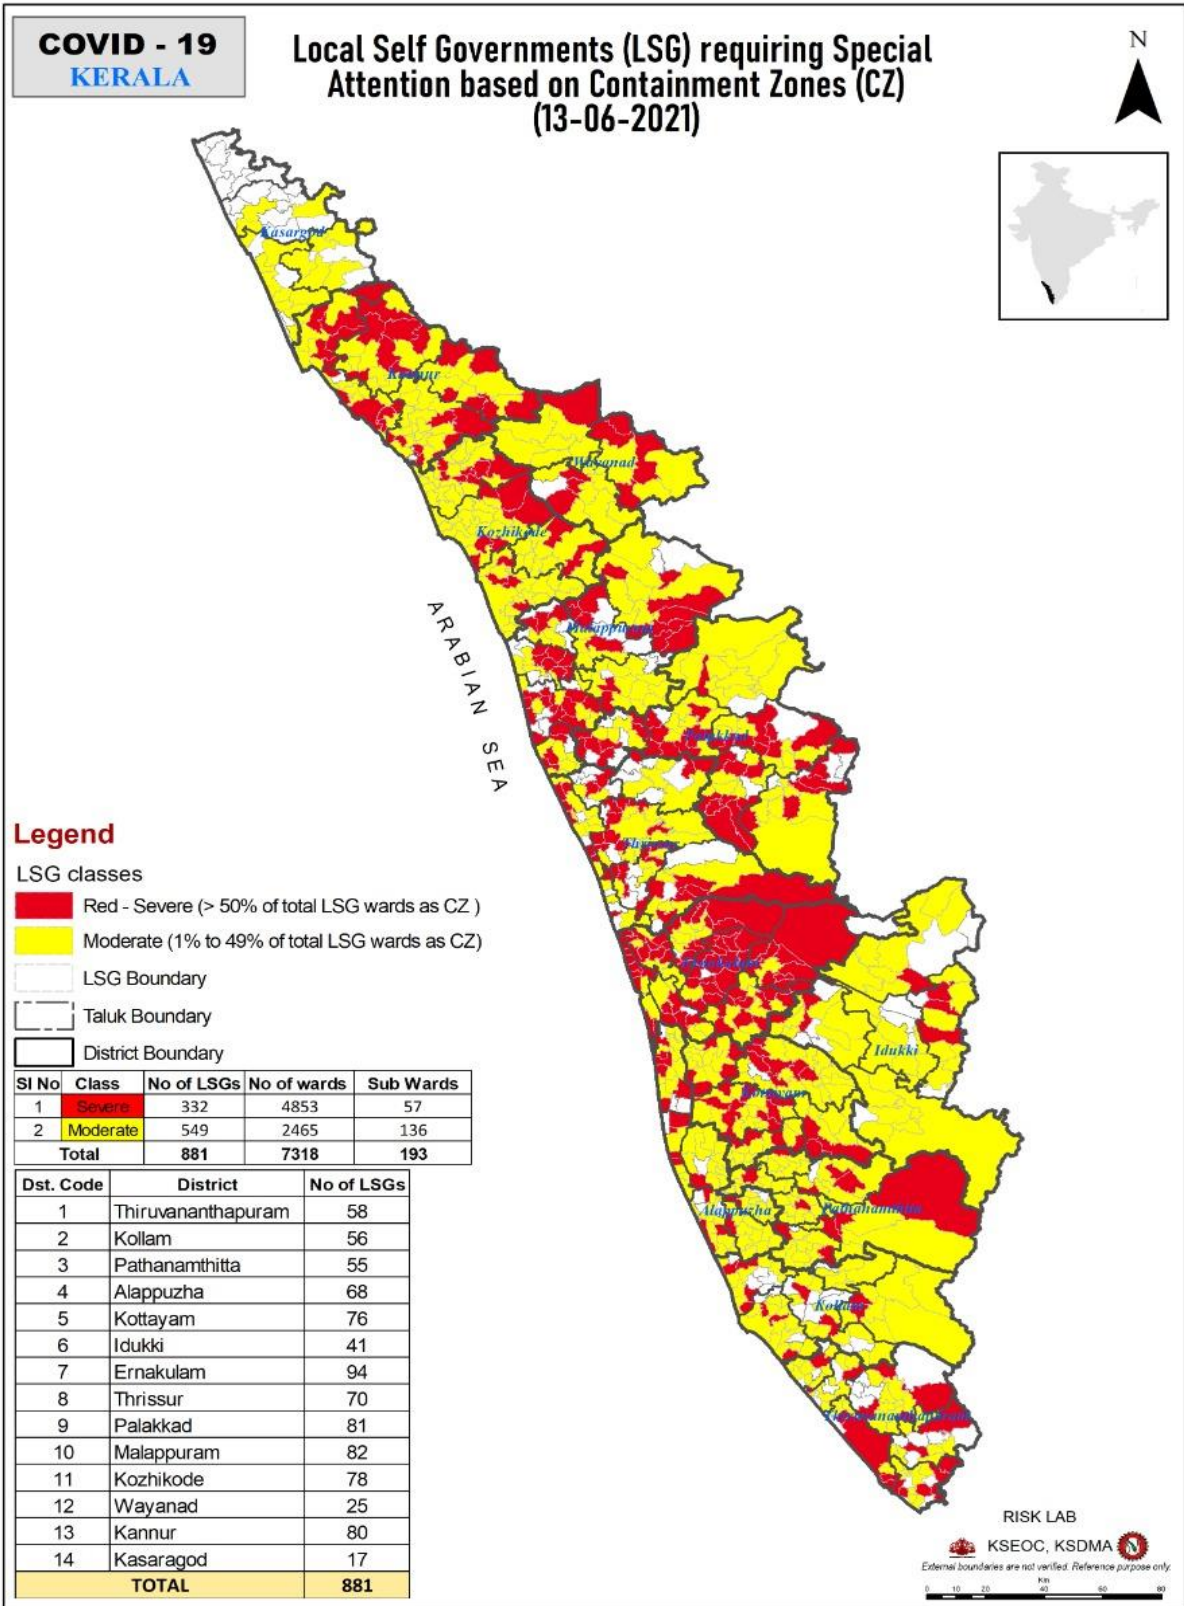 COVID - 19
KERALA
Local Self Governments (LSG) requiring Special
Attention based on Containment Zones (CZ)
(13-06-2021)
N
Kasargod
Kannur
Wayanad
Kozhikode
Malappuram
ARABIAN SEA
Palakkad
Thrissur
Ernakulam
Idukki
Kottayam
Alappuzha
Pathanamthitta
Kollam
Thiruvananthapuram
Legend
LSG classes
Red - Severe (> 50% of total LSG wards as CZ )
Moderate (1% to 49% of total LSG wards as CZ)
LSG Boundary
Taluk Boundary
District Boundary
Sl No Class No of LSGs No of wards Sub Wards
1 Severe 332 4853 57
2 Moderate 549 2465 136
Total 881 7318 193
Dst. Code District No of LSGs
1 Thiruvananthapuram 58
2 Kollam 56
3 Pathanamthitta 55
4 Alappuzha 68
5 Kottayam 76
6 Idukki 41
7 Ernakulam 94
8 Thrissur 70
9 Palakkad 81
10 Malappuram 82
11 Kozhikode 78
12 Wayanad 25
13 Kannur 80
14 Kasaragod 17
TOTAL 881
RISK LAB
KSEOC, KSDMA
External boundaries are not verified. Reference purpose only.
Km
0 10 20 40 60 80